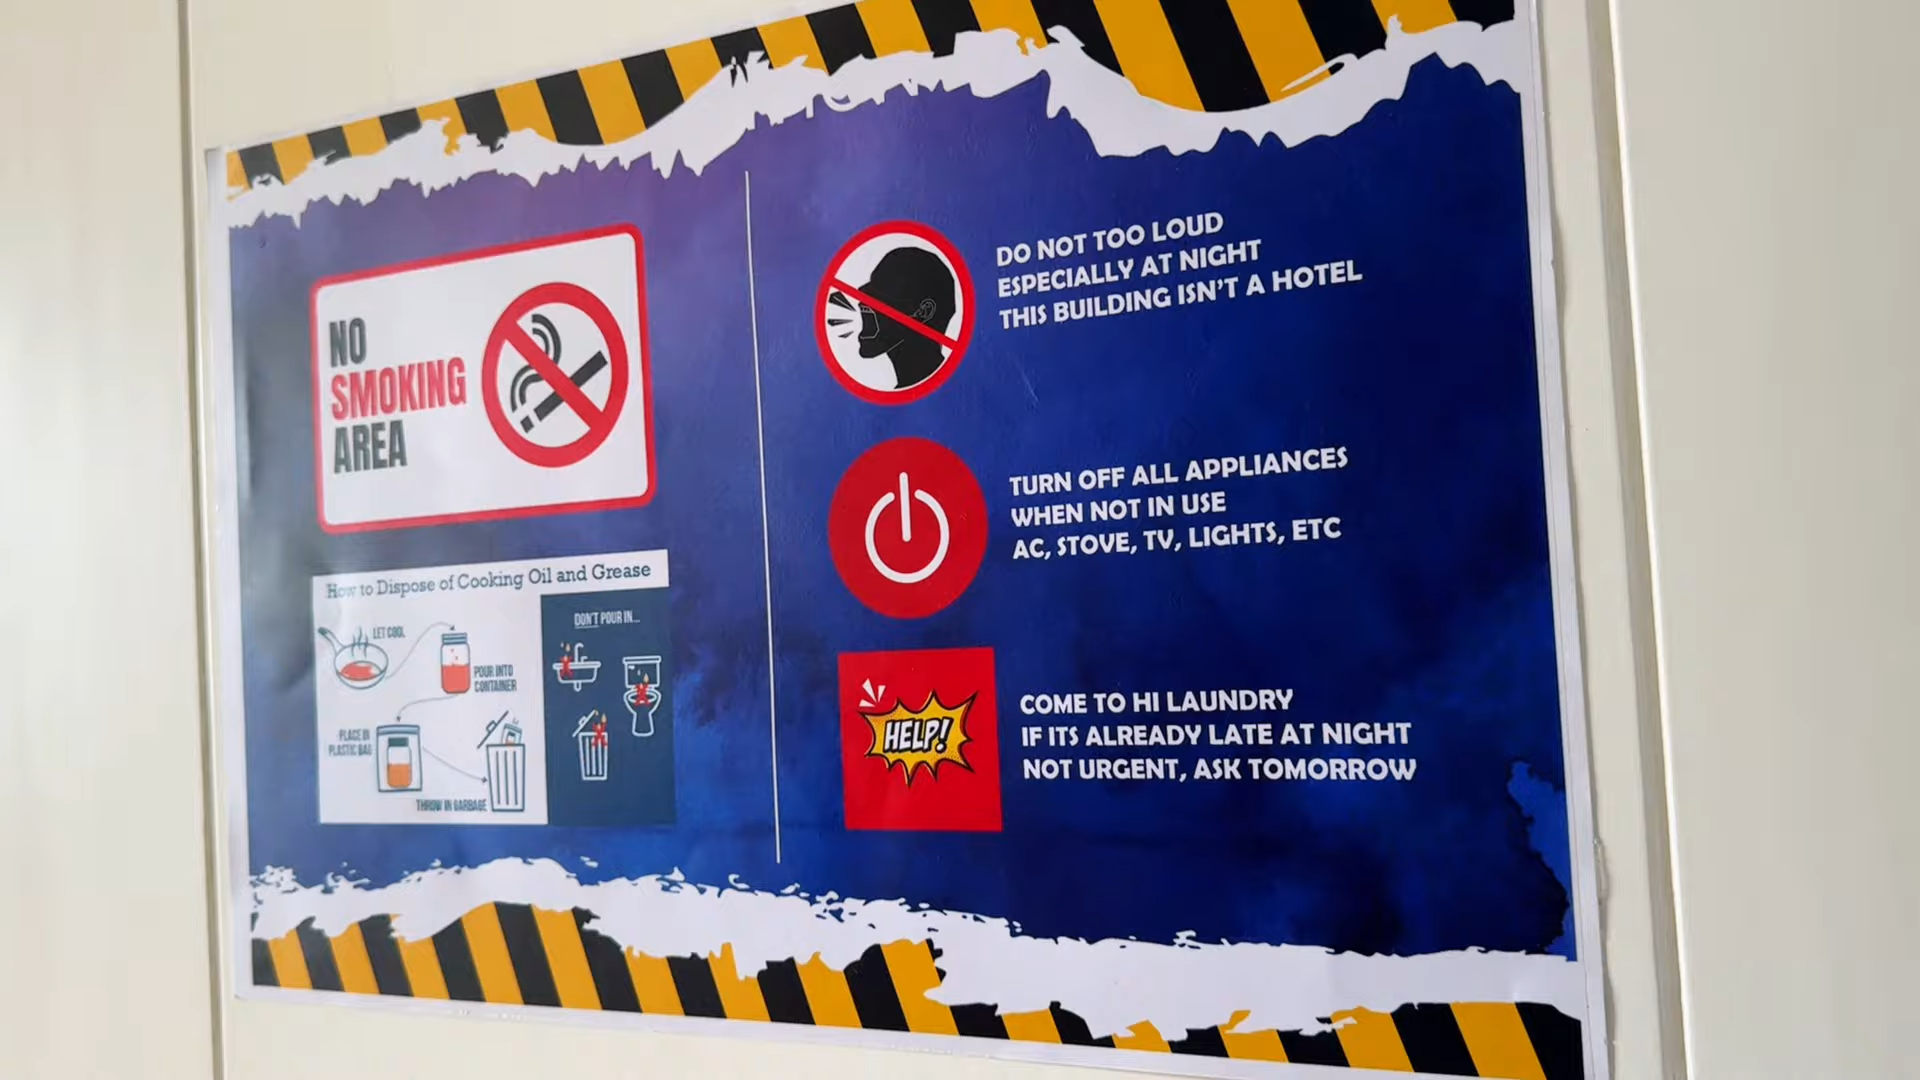 NO
SMOKING
AREA
How to Dispose of Cooking Oil and Grease
LET COOL
POUR INTO
CONTAINER
PLACE IN
PLASTIC BAG
THROW IN GARBAGE
DON'T POUR IN...
DO NOT TOO LOUD
ESPECIALLY AT NIGHT
THIS BUILDING ISN'T A HOTEL
TURN OFF ALL APPLIANCES
WHEN NOT IN USE
AC, STOVE, TV, LIGHTS, ETC
HELP!
COME TO HI LAUNDRY
IF ITS ALREADY LATE AT NIGHT
NOT URGENT, ASK TOMORROW